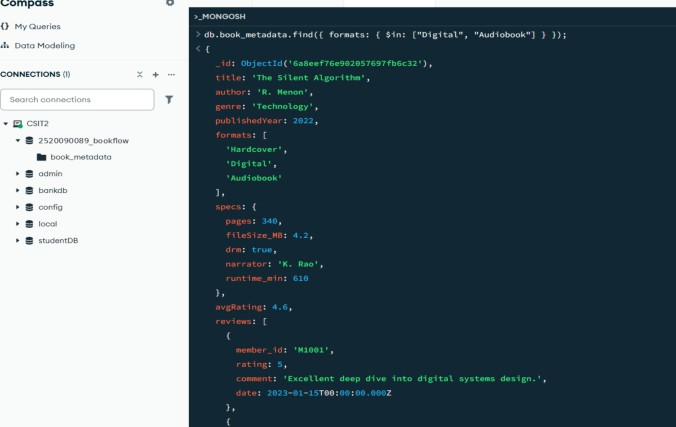 Compass
My Queries
Data Modeling
CONNECTIONS (1)
Search connections
CSIT2
2520090089_bookflow
book_metadata
admin
bankdb
config
local
studentDB
>_MONGOSH
> db.book_metadata.find({ formats: { $in: ["Digital", "Audiobook"] } });
< {
_id: ObjectId('6a8eef76e902057697fb6c32'),
title: 'The Silent Algorithm',
author: 'R. Menon',
genre: 'Technology',
publishedYear: 2022,
formats: [
'Hardcover',
'Digital',
'Audiobook'
],
specs: {
pages: 340,
fileSize_MB: 4.2,
drm: true,
narrator: 'K. Rao',
runtime_min: 610
},
avgRating: 4.6,
reviews: [
{
member_id: 'M1001',
rating: 5,
comment: 'Excellent deep dive into digital systems design.',
date: 2023-01-15T00:00:00.000Z
},
{